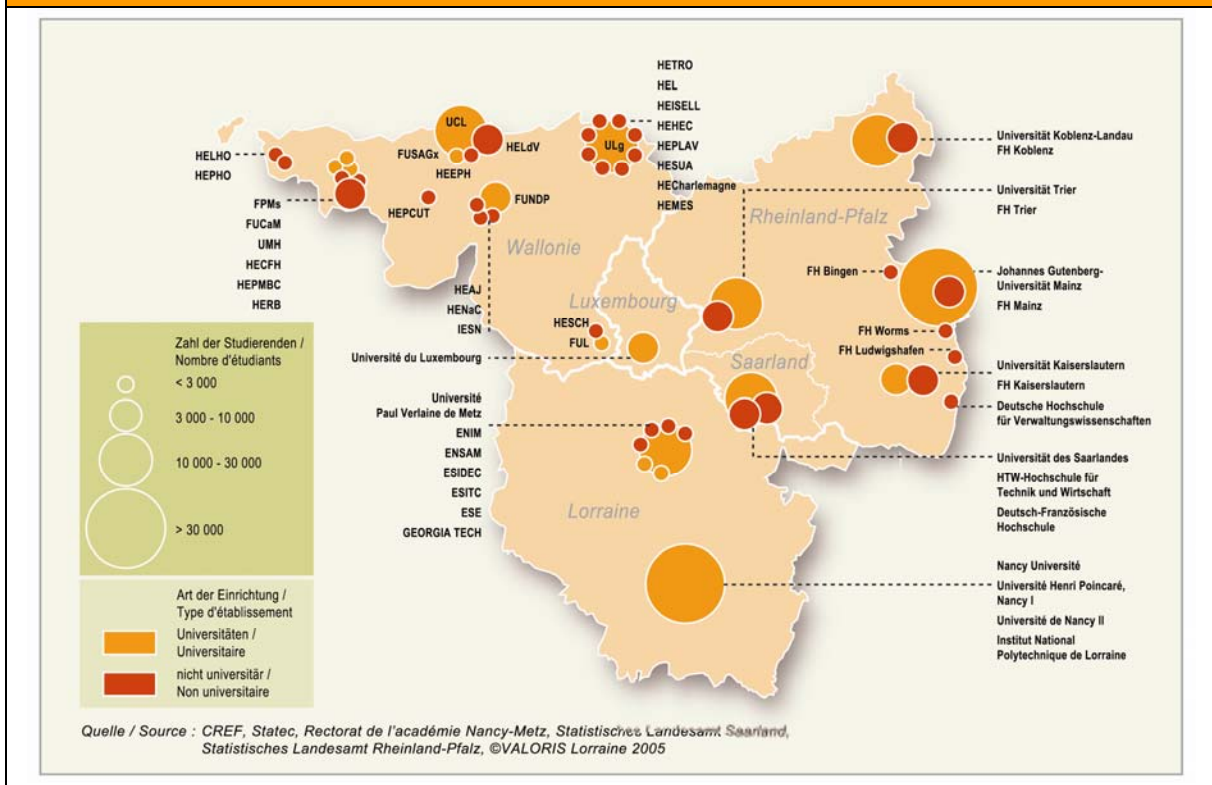 HETRO
HEL
HEISELL
HEHEC
HEPLAV
HESUA
HECharlemagne
HEMES
UCL
ULg
HELdV
FUSAGx
HEEPH
HELHO
HEPHO
FPMs
FUCaM
UMH
HECFH
HEPMBC
HERB
HEPCUT
FUNDP
Wallonie
HEAJ
HENaC
IESN
Luxembourg
HESCH
FUL
Université du Luxembourg
Rheinland-Pfalz
Saarland
Lorraine
Universität Koblenz-Landau
FH Koblenz
Universität Trier
FH Trier
FH Bingen
Johannes Gutenberg-
Universität Mainz
FH Mainz
FH Worms
FH Ludwigshafen
Universität Kaiserslautern
FH Kaiserslautern
Deutsche Hochschule
für Verwaltungswissenschaften
Universität des Saarlandes
HTW-Hochschule für
Technik und Wirtschaft
Deutsch-Französische
Hochschule
Université
Paul Verlaine de Metz
ENIM
ENSAM
ESIDEC
ESITC
ESE
GEORGIA TECH
Nancy Université
Université Henri Poincaré,
Nancy I
Université de Nancy II
Institut National
Polytechnique de Lorraine
Zahl der Studierenden /
Nombre d'étudiants
< 3 000
3 000 - 10 000
10 000 - 30 000
> 30 000
Art der Einrichtung /
Type d'établissement
Universitäten /
Universitaire
nicht universitär /
Non universitaire
Quelle / Source : CREF, Statec, Rectorat de l'académie Nancy-Metz, Statistisches Landesamt Saarland,
Statistisches Landesamt Rheinland-Pfalz, ©VALORIS Lorraine 2005